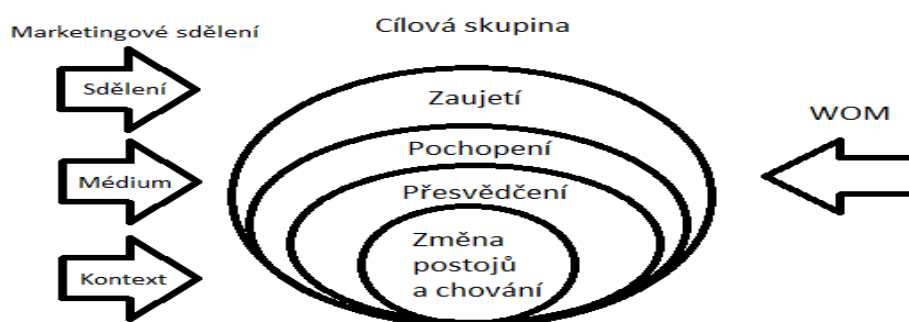 Marketingové sdělení
Cílová skupina
Sdělení
Zaujetí
WOM
Pochopení
Médium
Přesvědčení
Změna
postojů
a chování
Kontext